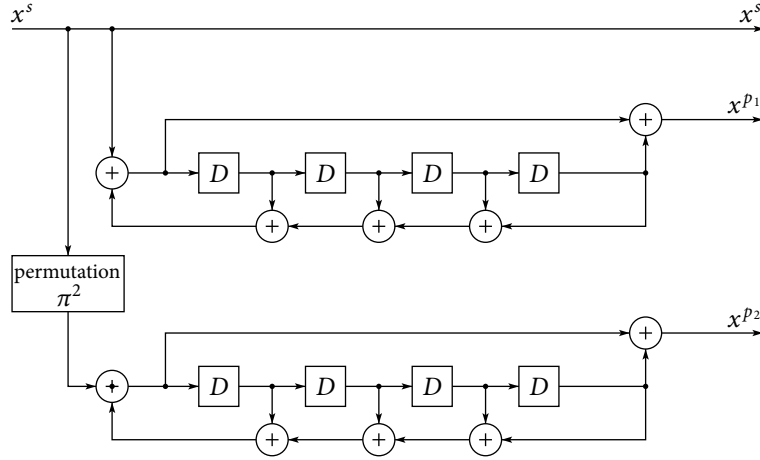 x^s x^s
x^{p_1}
+
+ D D D D
+ + +
permutation
π^2
x^{p_2}
+
+ D D D D
+ + +